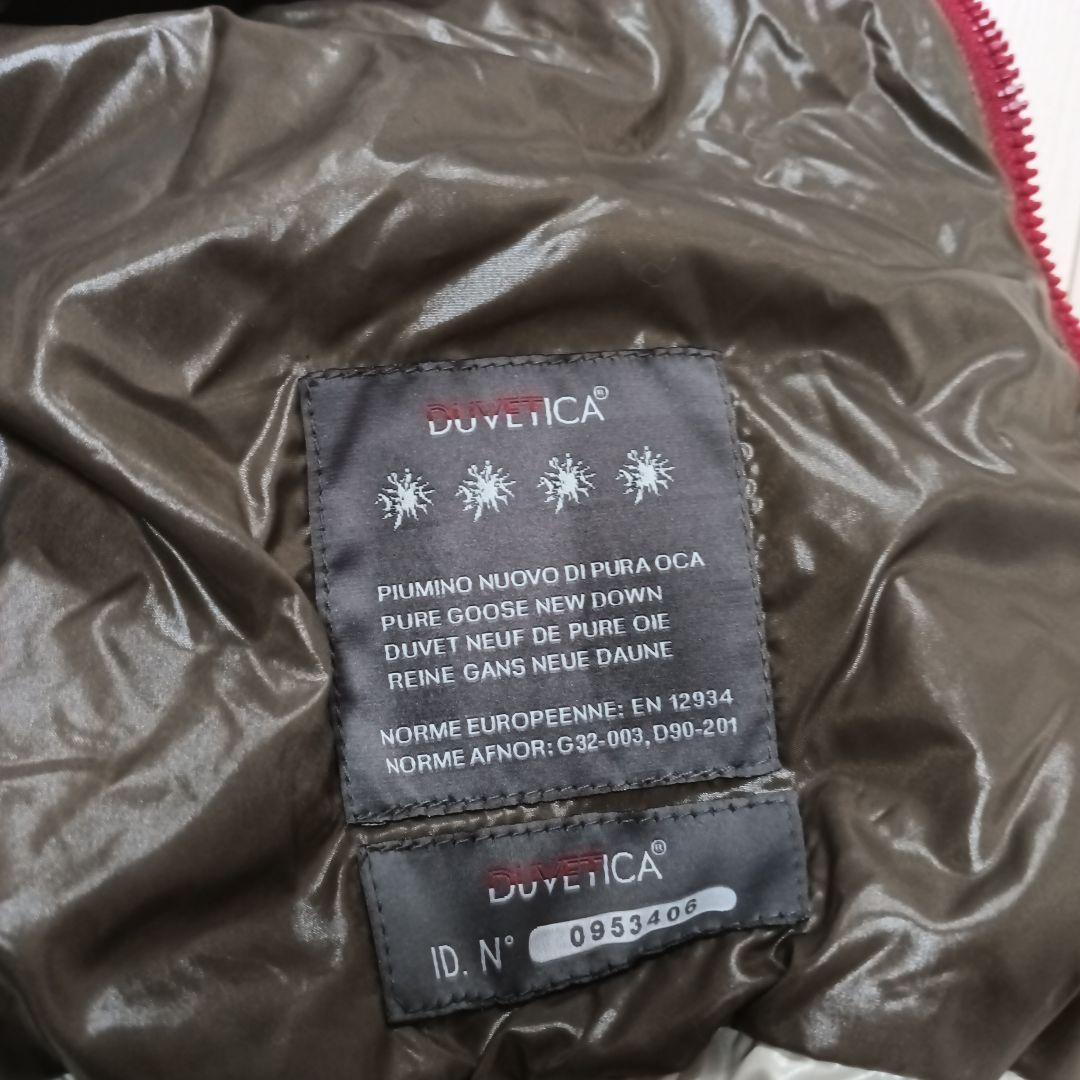 DUVETICA®
PIUMINO NUOVO DI PURA OCA
PURE GOOSE NEW DOWN
DUVET NEUF DE PURE OIE
REINE GANS NEUE DAUNE
NORME EUROPEENNE: EN 12934
NORME AFNOR: G32-003, D90-201
DUVETICA®
ID. N° 0953406